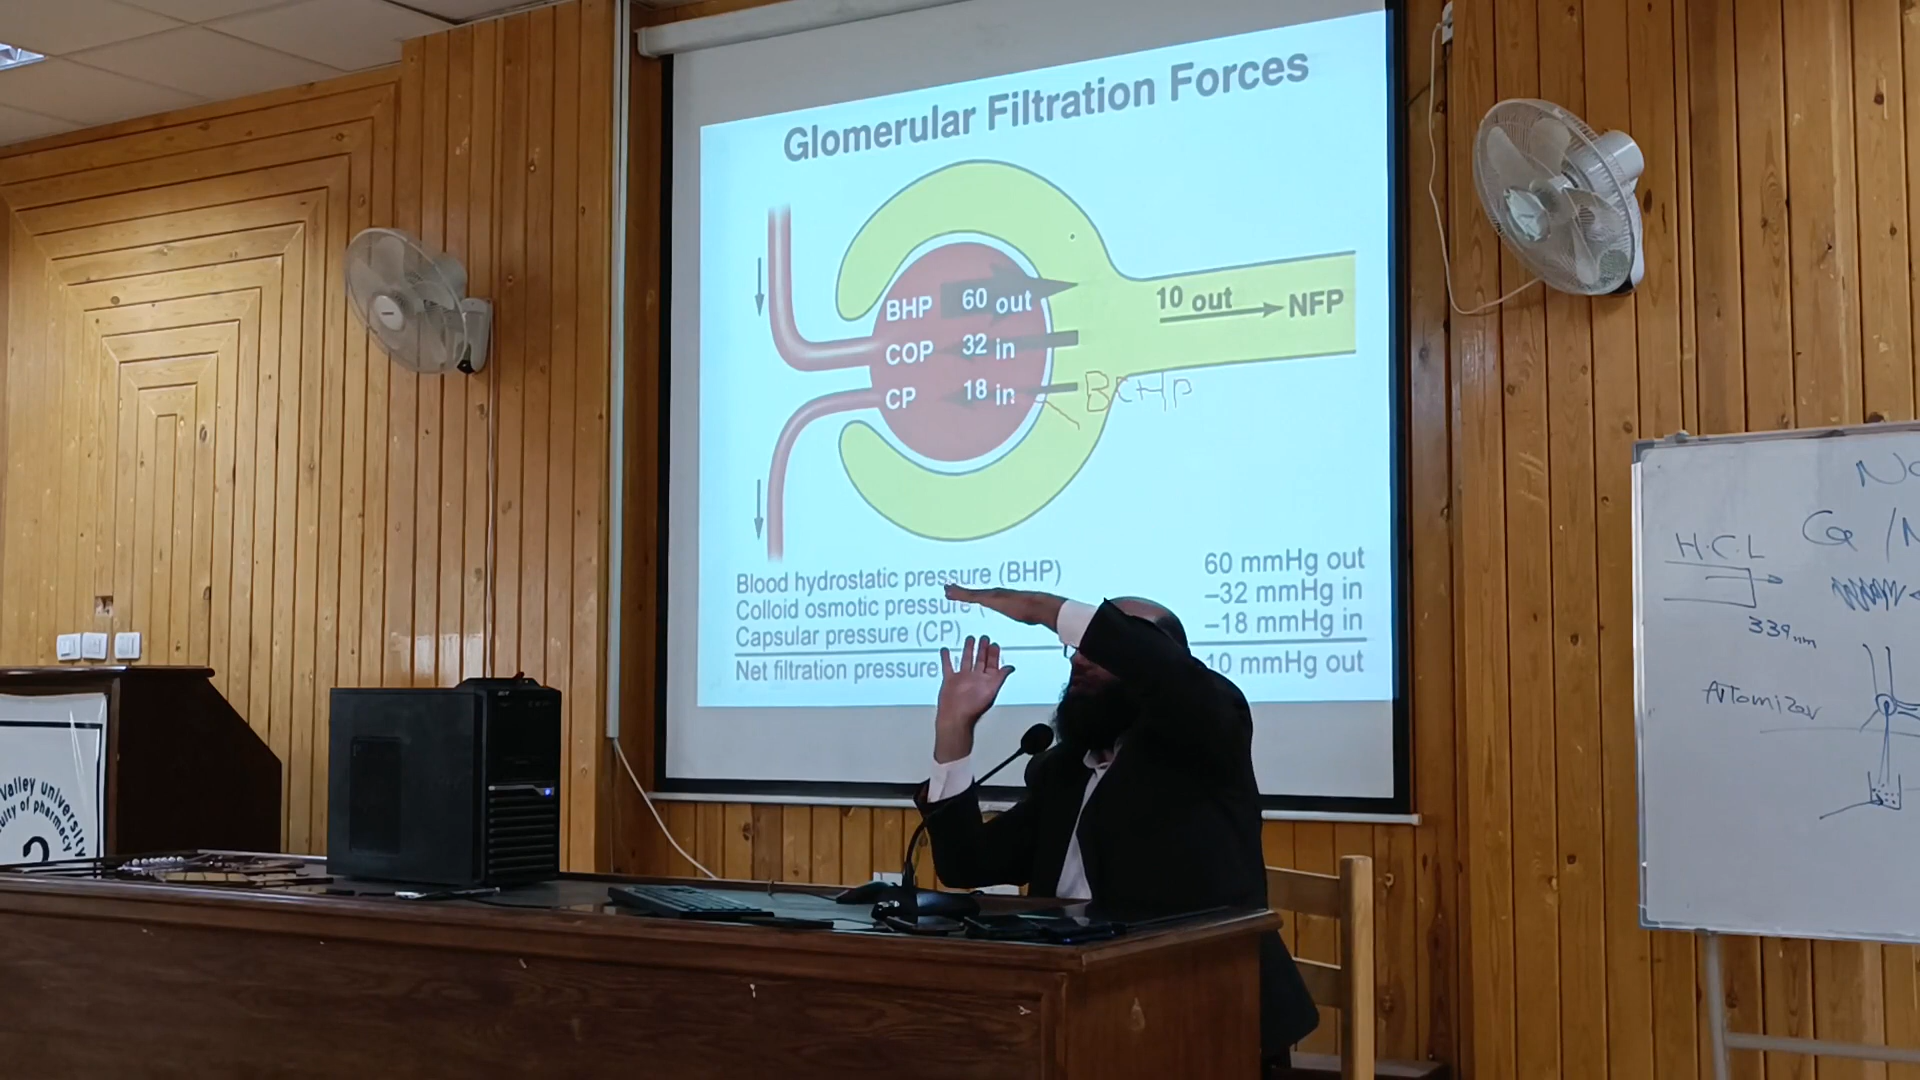 Glomerular Filtration Forces
BHP 60 out
COP 32 in
CP 18 in
10 out NFP
BCHP
Blood hydrostatic pressure (BHP) 60 mmHg out
Colloid osmotic pressure –32 mmHg in
Capsular pressure (CP) –18 mmHg in
Net filtration pressure 10 mmHg out
H.C.L
339nm
Atomizer
Valley university
of pharmacy